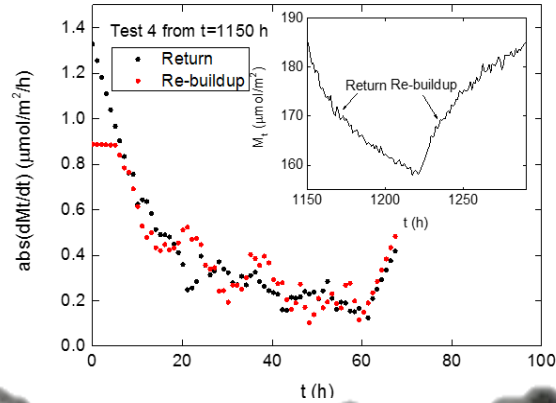 Test 4 from t=1150 h
Return
Re-buildup
abs(dMt/dt) (μmol/m²/h)
1.4
1.2
1.0
0.8
0.6
0.4
0.2
0.0
0
20
40
60
80
100
t (h)
190
180
170
160
M_t (μmol/m²)
Return Re-buildup
1150
1200
1250
t (h)